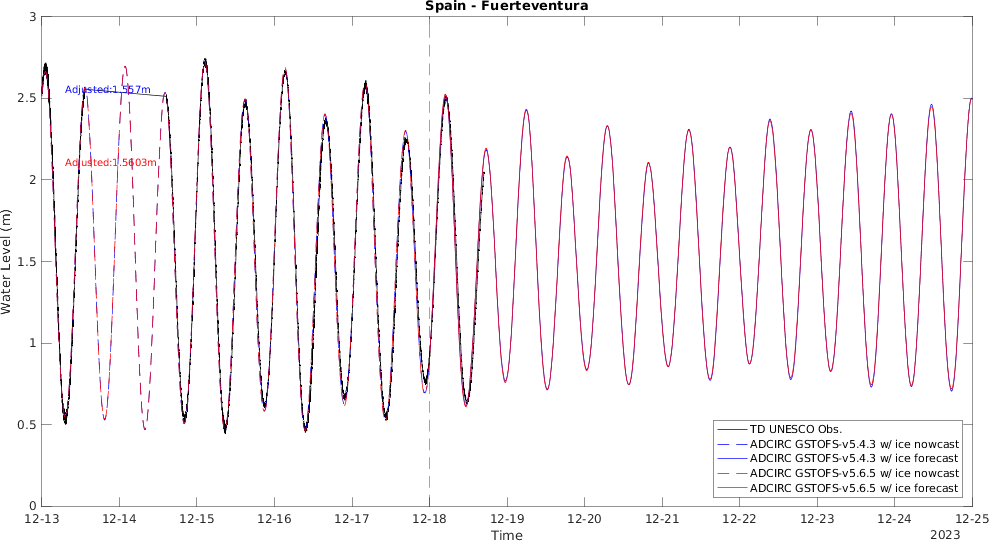 Spain - Fuerteventura
3
2.5
2
1.5
1
0.5
0
Water Level (m)
Adjusted:1.557m
Adjusted:1.5603m
TD UNESCO Obs.
ADCIRC GSTOFS-v5.4.3 w/ ice nowcast
ADCIRC GSTOFS-v5.4.3 w/ ice forecast
ADCIRC GSTOFS-v5.6.5 w/ ice nowcast
ADCIRC GSTOFS-v5.6.5 w/ ice forecast
12-13 12-14 12-15 12-16 12-17 12-18 12-19 12-20 12-21 12-22 12-23 12-24 12-25
Time
2023